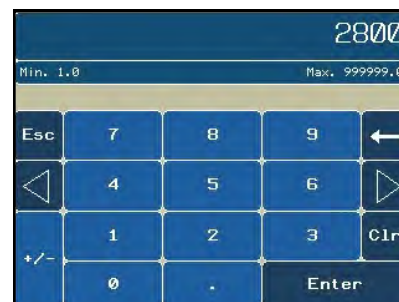 2800
Min. 1.0 Max. 999999.0
Esc 7 8 9 ←
◁ 4 5 6 ▷
1 2 3 Clr
+/-
0 . Enter